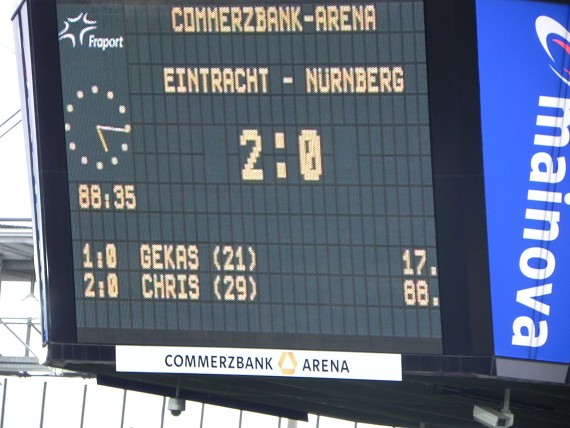 Fraport
COMMERZBANK-ARENA
EINTRACHT - NÜRNBERG
2:0
88:35
1:0 GEKAS (21) 17.
2:0 CHRIS (29) 88.
COMMERZBANK ARENA
mainova